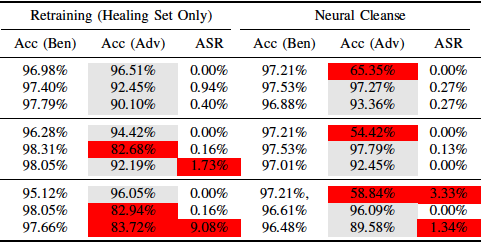 Retraining (Healing Set Only) Neural Cleanse
Acc (Ben) Acc (Adv) ASR Acc (Ben) Acc (Adv) ASR
96.98% 96.51% 0.00% 97.21% 65.35% 0.00%
97.40% 92.45% 0.94% 97.53% 97.27% 0.27%
97.79% 90.10% 0.40% 96.88% 93.36% 0.27%
96.28% 94.42% 0.00% 97.21% 54.42% 0.00%
98.31% 82.68% 0.16% 97.53% 97.79% 0.13%
98.05% 92.19% 1.73% 97.01% 92.45% 0.00%
95.12% 96.05% 0.00% 97.21%, 58.84% 3.33%
98.05% 82.94% 0.16% 96.61% 96.09% 0.00%
97.66% 83.72% 9.08% 96.48% 89.58% 1.34%